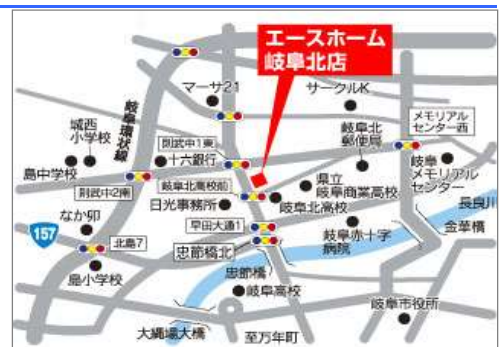 エースホーム
岐阜北店
マーサ21
サークルK
岐阜環状線
城西
小学校
則武中1東
岐阜北
郵便局
メモリアル
センター西
島中学校
十六銀行
岐阜
メモリアル
センター
則武中2南
岐阜北高校前
県立
岐阜商業高校
日光事務所
岐阜北高校
長良川
なか卯
早田大通1
金華橋
157
北島7
忠節橋北
岐阜赤十字
病院
島小学校
忠節橋
岐阜高校
岐阜市役所
大縄場大橋
至万年町